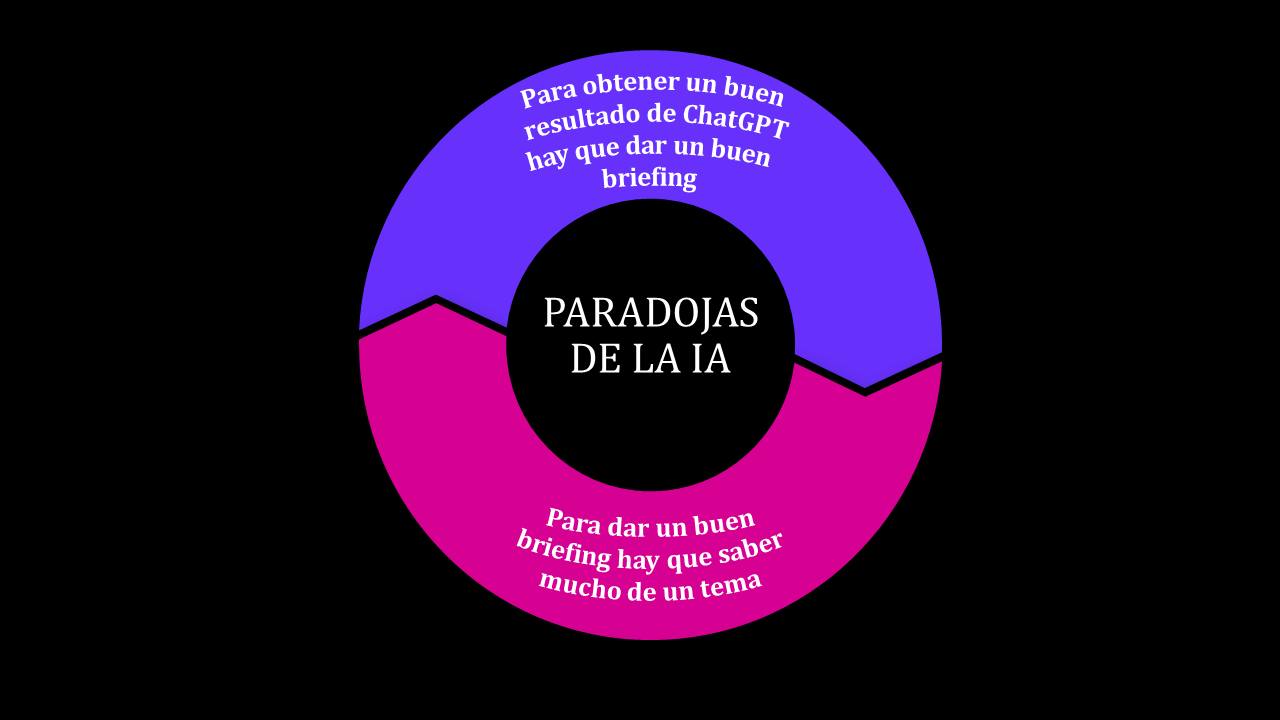 Para obtener un buen
resultado de ChatGPT
hay que dar un buen
briefing
PARADOJAS
DE LA IA
Para dar un buen
briefing hay que saber
mucho de un tema